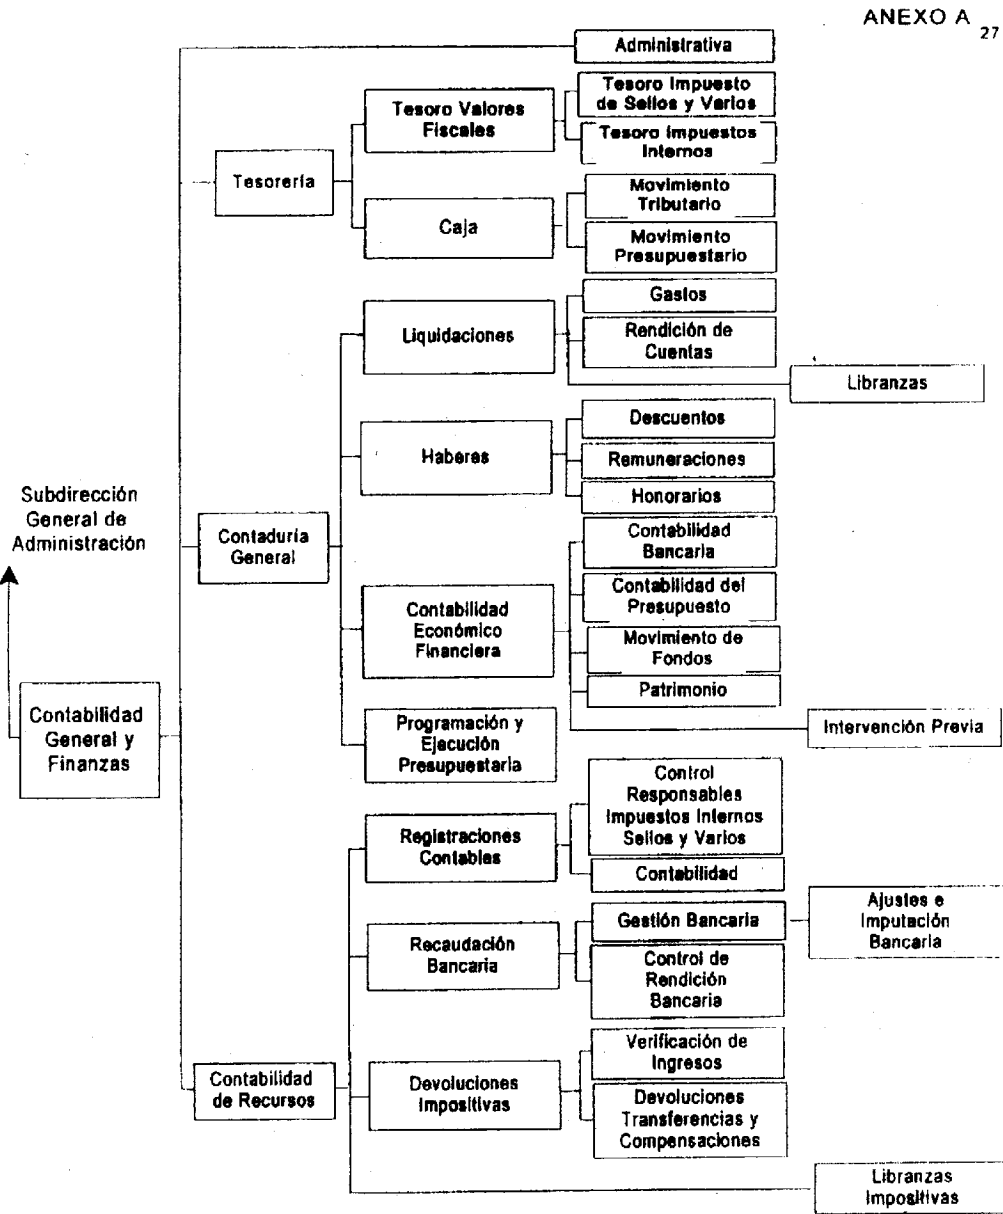 ANEXO A
27
Administrativa
Tesoro Impuesto
de Sellos y Varios
Tesoro Valores
Fiscales
Tesoro Impuestos
Internos
Tesorería
Movimiento
Tributario
Caja
Movimiento
Presupuestario
Gastos
Liquidaciones
Rendición de
Cuentas
Libranzas
Descuentos
Haberes
Remuneraciones
Honorarios
Subdirección
General de
Administración
Contaduría
General
Contabilidad
Bancaria
Contabilidad del
Presupuesto
Contabilidad
Económico
Financiera
Movimiento de
Fondos
Patrimonio
Contabilidad
General y
Finanzas
Intervención Previa
Programación y
Ejecución
Presupuestaria
Control
Responsables
Impuestos Internos
Sellos y Varios
Registraciones
Contables
Contabilidad
Gestión Bancaria
Ajustes e
Imputación
Bancaria
Recaudación
Bancaria
Control de
Rendición
Bancaria
Verificación de
Ingresos
Contabilidad
de Recursos
Devoluciones
Impositivas
Devoluciones
Transferencias y
Compensaciones
Libranzas
Impositivas